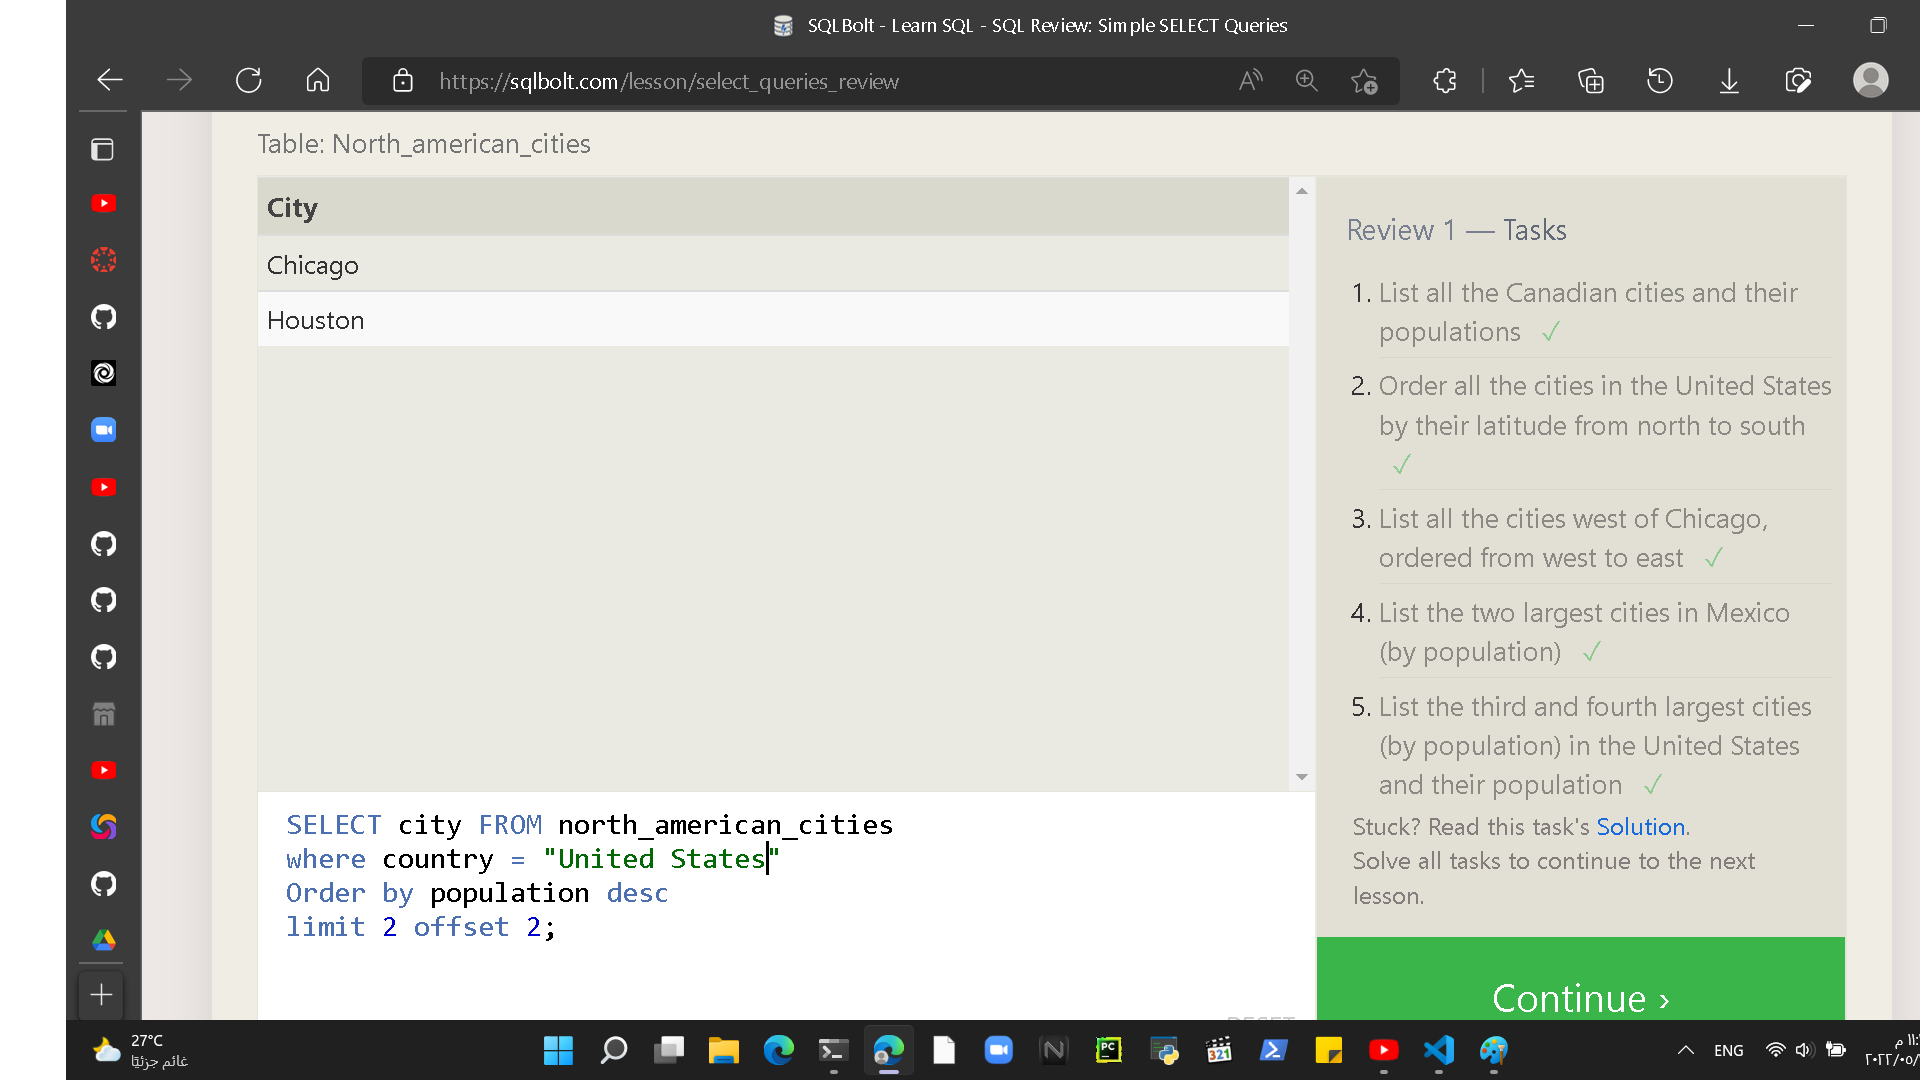 SQLBolt - Learn SQL - SQL Review: Simple SELECT Queries
https://sqlbolt.com/lesson/select_queries_review
Table: North_american_cities
City
Chicago
Houston
Review 1 — Tasks
1. List all the Canadian cities and their
populations ✓
2. Order all the cities in the United States
by their latitude from north to south
✓
3. List all the cities west of Chicago,
ordered from west to east ✓
4. List the two largest cities in Mexico
(by population) ✓
5. List the third and fourth largest cities
(by population) in the United States
and their population ✓
Stuck? Read this task's Solution.
Solve all tasks to continue to the next
lesson.
SELECT city FROM north_american_cities
where country = "United States"
Order by population desc
limit 2 offset 2;
RESET
Continue ›
27°C
غائم جزئيًا
PC
321
ENG